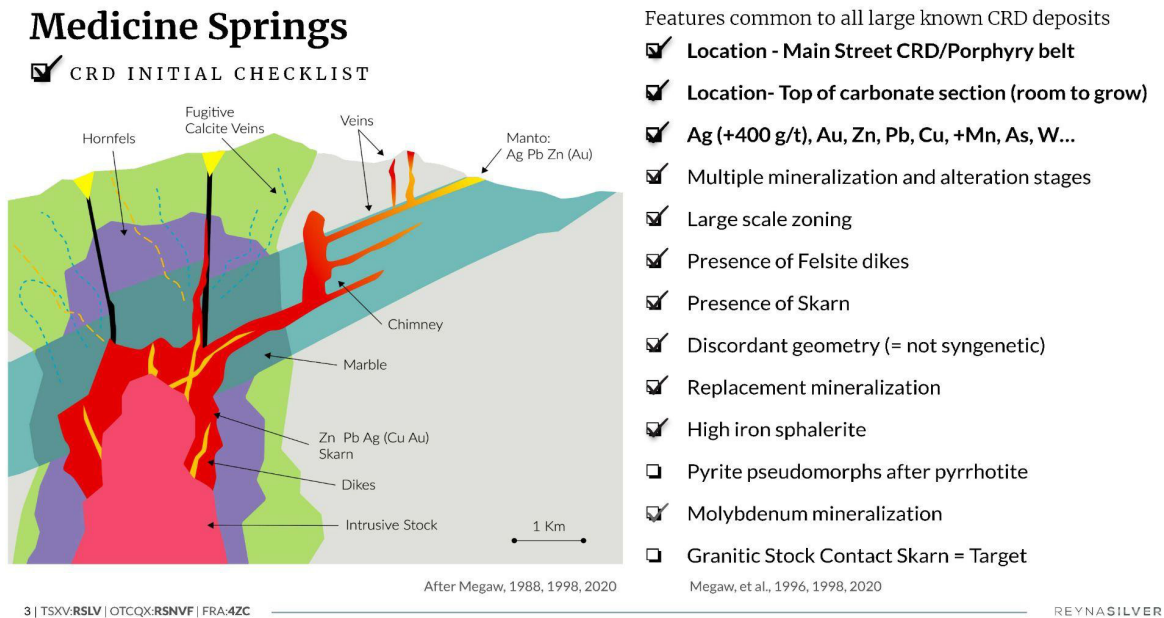 Medicine Springs
CRD INITIAL CHECKLIST
Hornfels
Fugitive
Calcite Veins
Veins
Manto:
Ag Pb Zn (Au)
Chimney
Marble
Zn Pb Ag (Cu Au)
Skarn
Dikes
Intrusive Stock
1 Km
After Megaw, 1988, 1998, 2020
Features common to all large known CRD deposits
Location - Main Street CRD/Porphyry belt
Location- Top of carbonate section (room to grow)
Ag (+400 g/t), Au, Zn, Pb, Cu, +Mn, As, W...
Multiple mineralization and alteration stages
Large scale zoning
Presence of Felsite dikes
Presence of Skarn
Discordant geometry (= not syngenetic)
Replacement mineralization
High iron sphalerite
Pyrite pseudomorphs after pyrrhotite
Molybdenum mineralization
Granitic Stock Contact Skarn = Target
Megaw, et al., 1996, 1998, 2020
3 | TSXV:RSLV | OTCQX:RSNVF | FRA:4ZC
REYNASILVER